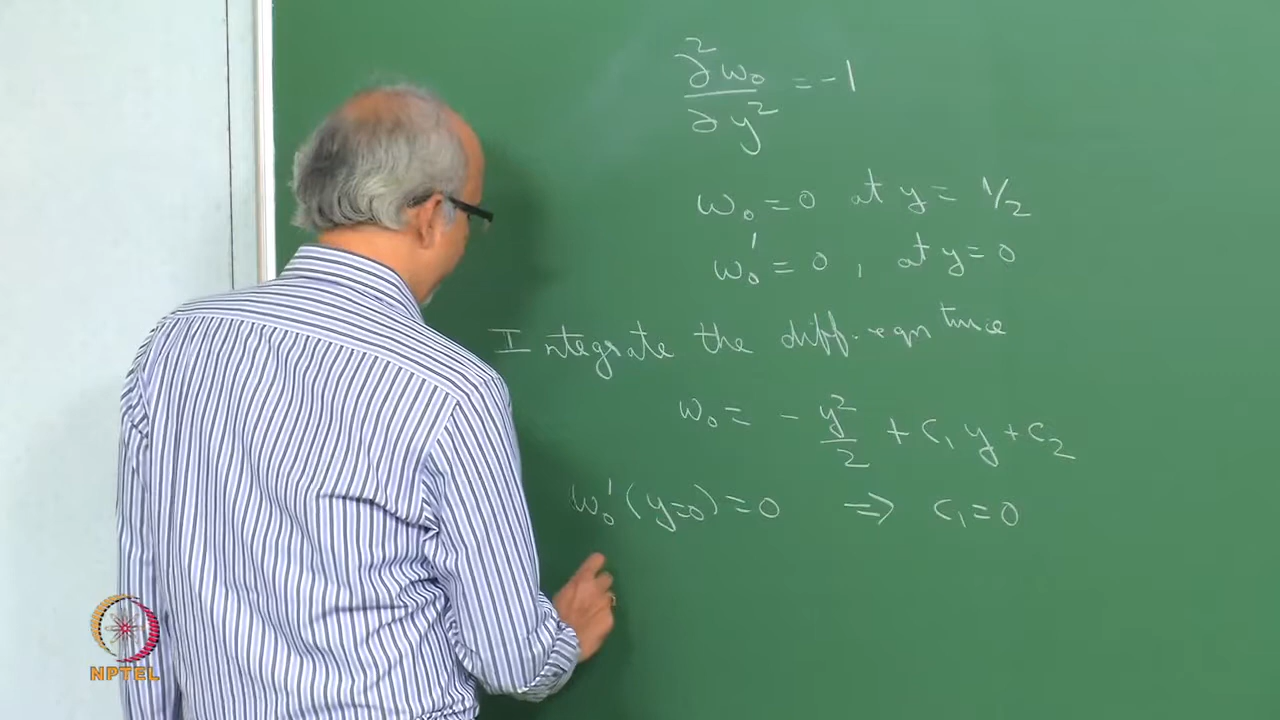 ∂²w₀/∂y² = -1
w₀ = 0 at y = 1/2
w₀' = 0, at y = 0
Integrate the diff. eqn twice
w₀ = - y²/2 + c₁y + c₂
w₀'(y=0) = 0 ⇒ c₁ = 0
NPTEL